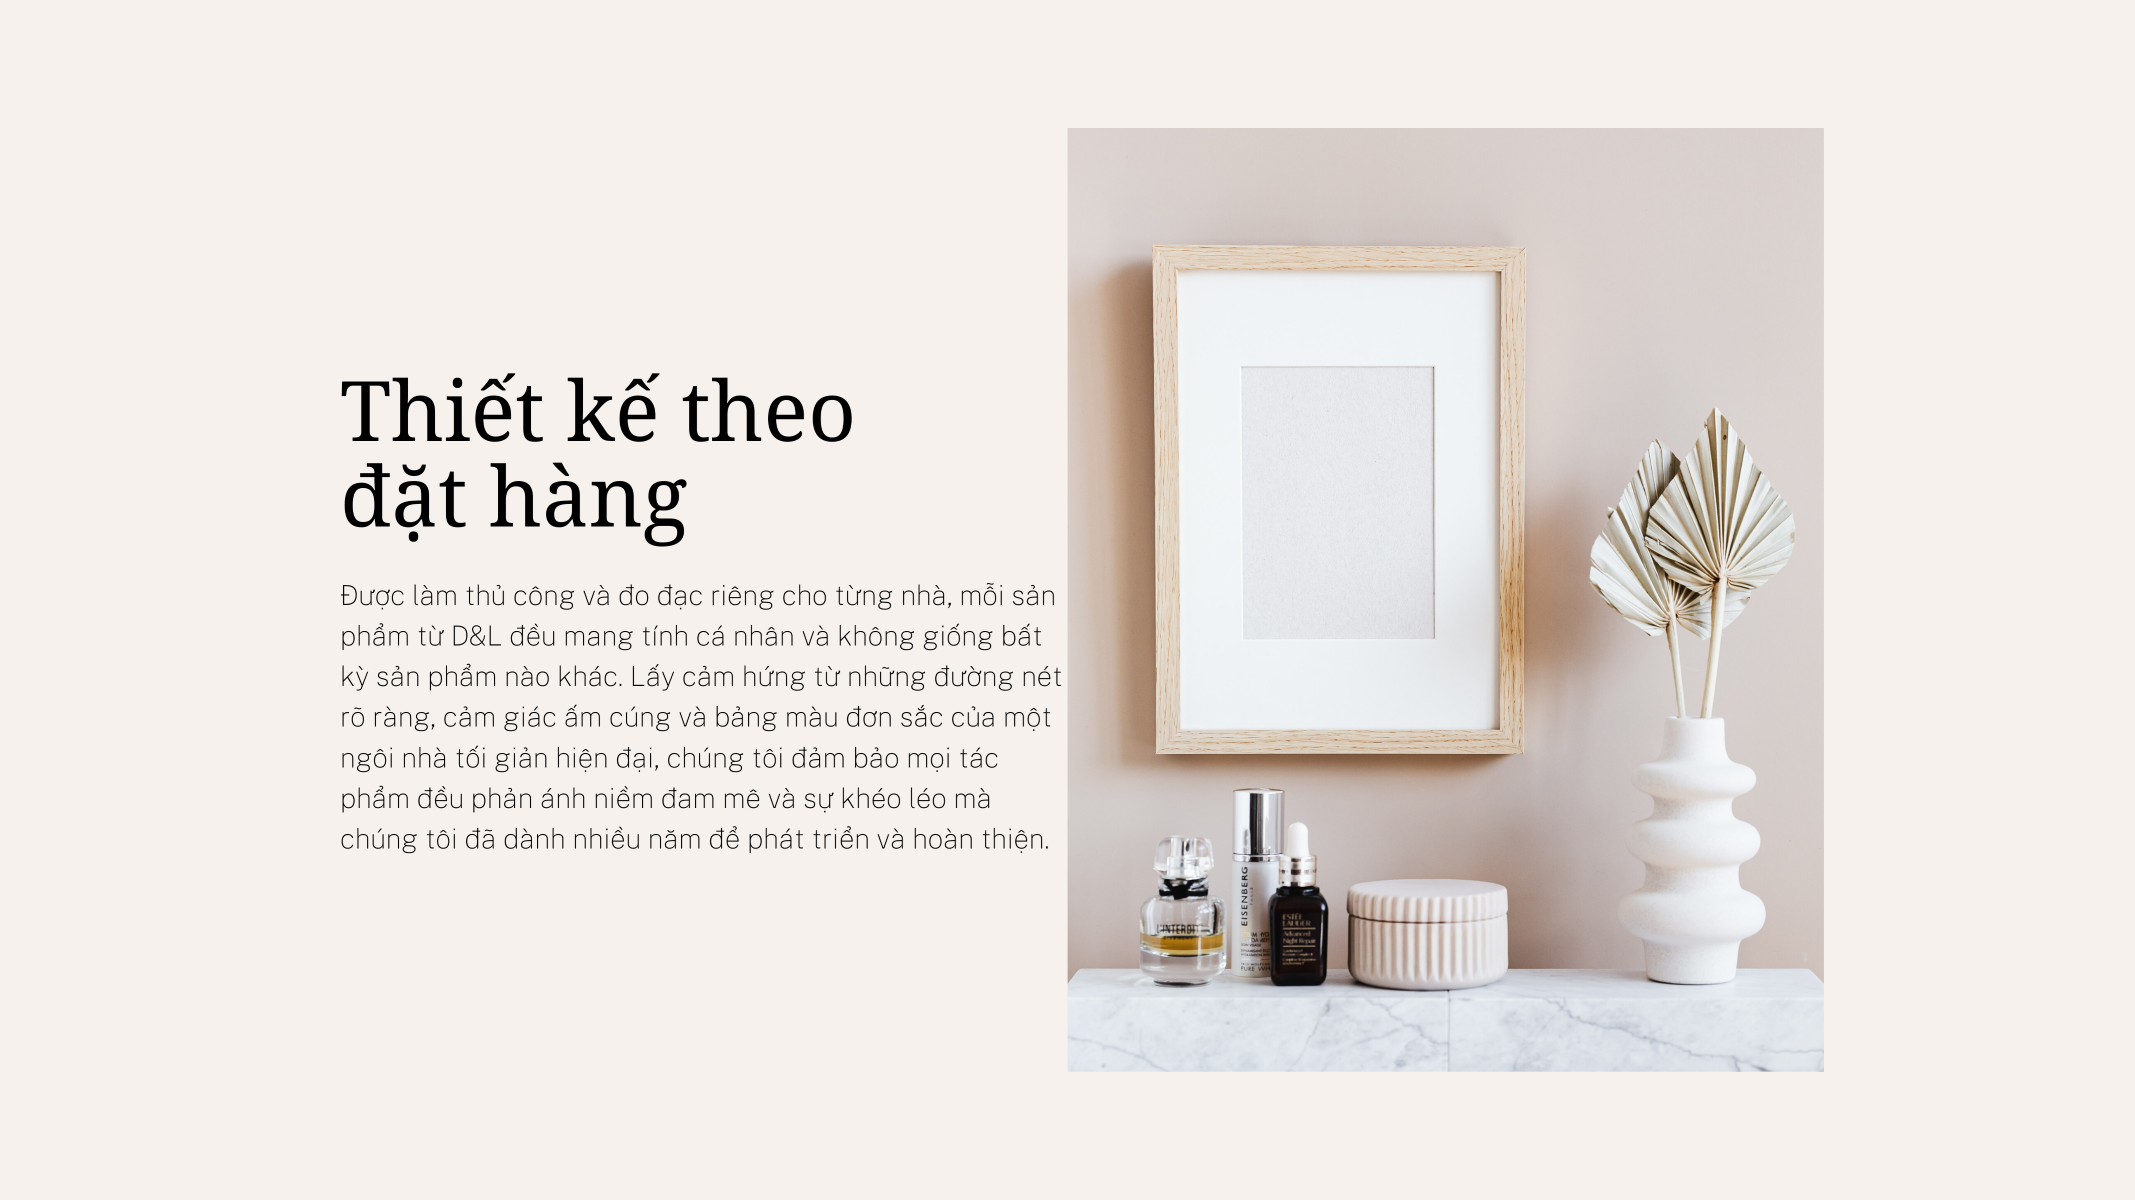 Thiết kế theo
đặt hàng
Được làm thủ công và đo đạc riêng cho từng nhà, mỗi sản
phẩm từ D&L đều mang tính cá nhân và không giống bất
kỳ sản phẩm nào khác. Lấy cảm hứng từ những đường nét
rõ ràng, cảm giác ấm cúng và bảng màu đơn sắc của một
ngôi nhà tối giản hiện đại, chúng tôi đảm bảo mọi tác
phẩm đều phản ánh niềm đam mê và sự khéo léo mà
chúng tôi đã dành nhiều năm để phát triển và hoàn thiện.
L'INTERDIT
EISENBERG
PURE
ESTĒE
LAUDER
Advanced
Night Repair